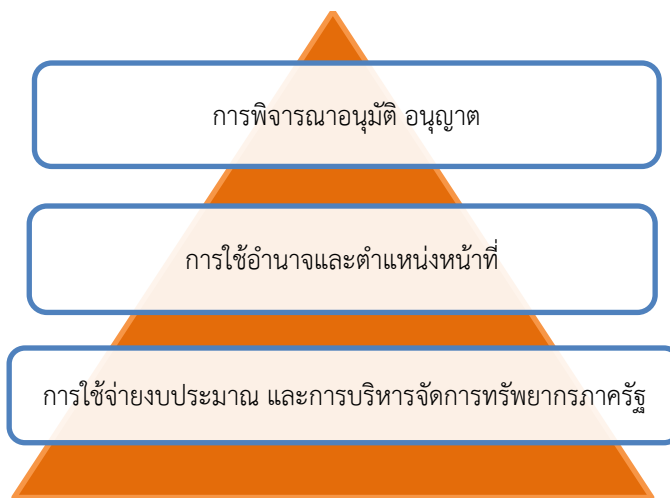 การพิจารณาอนุมัติ อนุญาต
การใช้อำนาจและตำแหน่งหน้าที่
การใช้จ่ายงบประมาณ และการบริหารจัดการทรัพยากรภาครัฐ